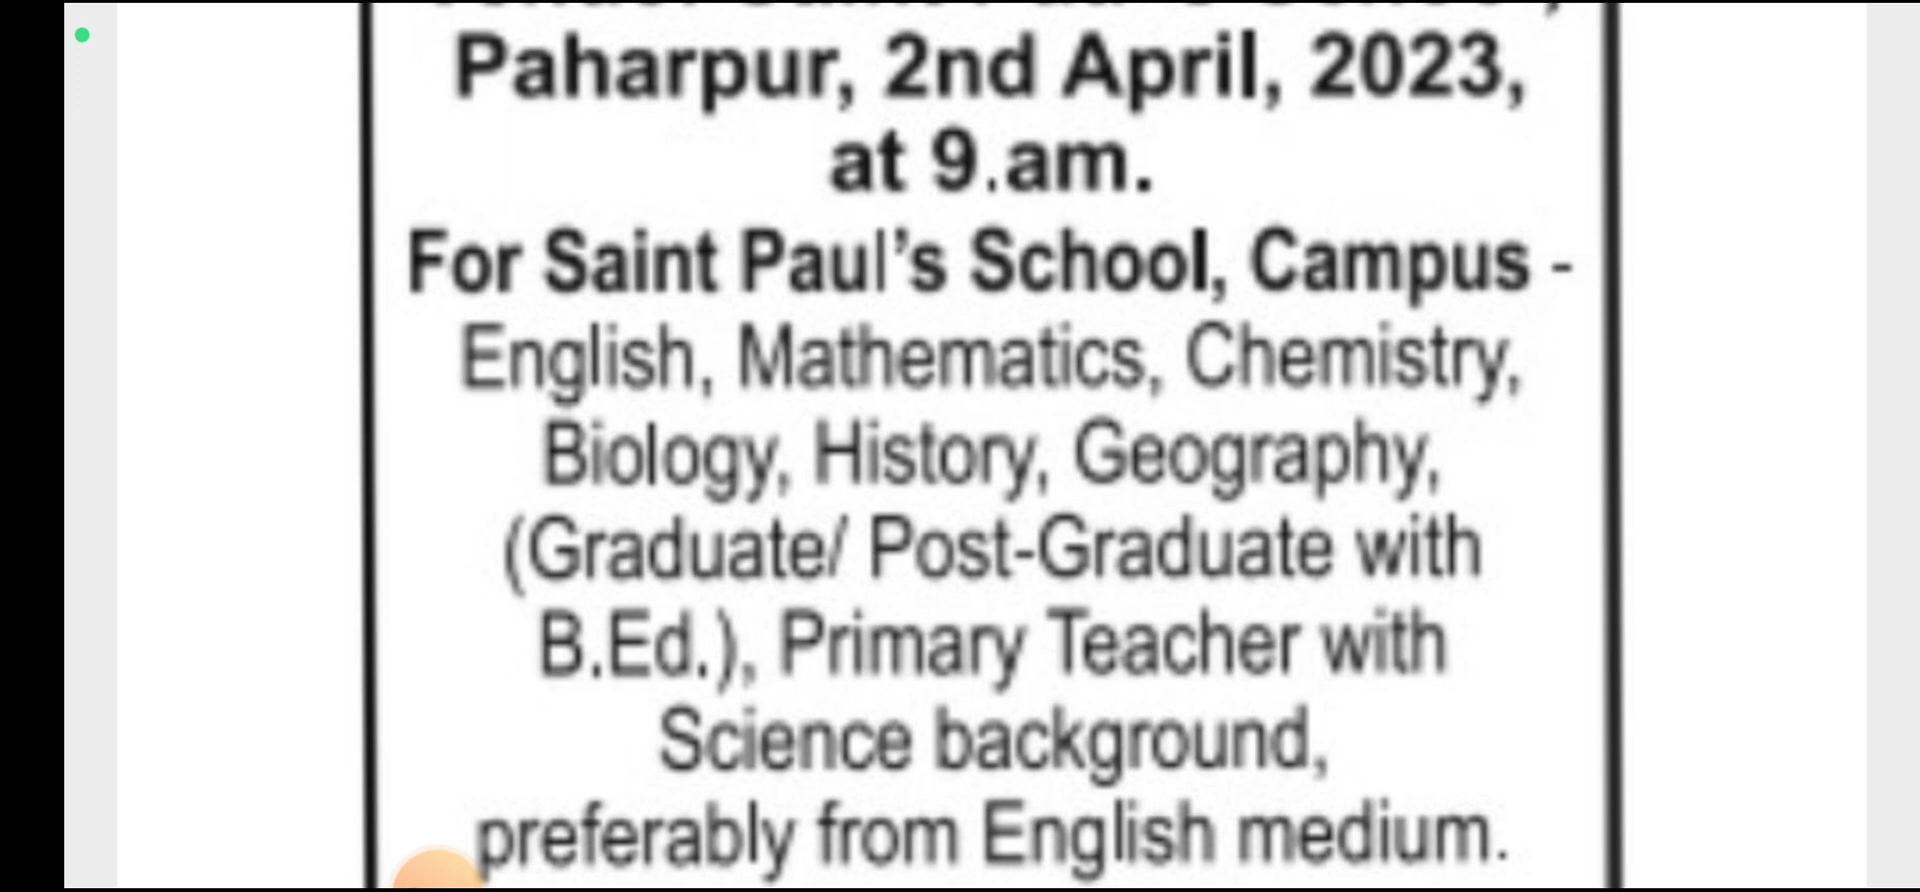 Paharpur, 2nd April, 2023,
at 9.am.
For Saint Paul's School, Campus -
English, Mathematics, Chemistry,
Biology, History, Geography,
(Graduate/ Post-Graduate with
B.Ed.), Primary Teacher with
Science background,
preferably from English medium.